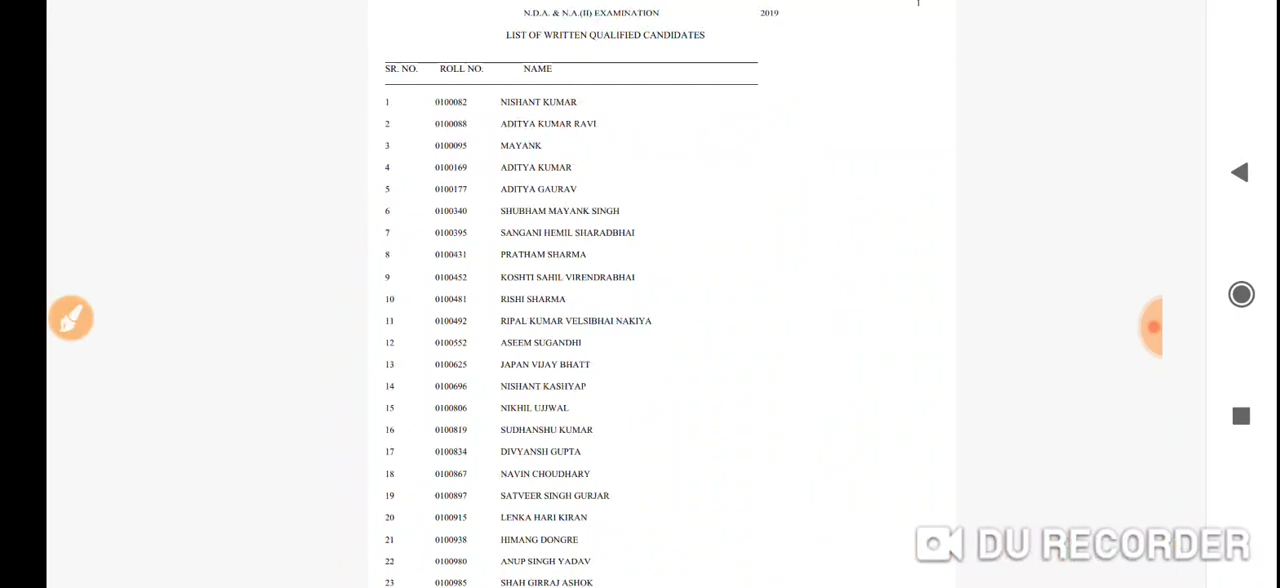 1
N.D.A. & N.A.(II) EXAMINATION 2019
LIST OF WRITTEN QUALIFIED CANDIDATES
SR. NO. ROLL NO. NAME
1 0100082 NISHANT KUMAR
2 0100088 ADITYA KUMAR RAVI
3 0100095 MAYANK
4 0100169 ADITYA KUMAR
5 0100177 ADITYA GAURAV
6 0100340 SHUBHAM MAYANK SINGH
7 0100395 SANGANI HEMIL SHARADBHAI
8 0100431 PRATHAM SHARMA
9 0100452 KOSHTI SAHIL VIRENDRABHAI
10 0100481 RISHI SHARMA
11 0100492 RIPAL KUMAR VELSIBHAI NAKIYA
12 0100552 ASEEM SUGANDHI
13 0100625 JAPAN VIJAY BHATT
14 0100696 NISHANT KASHYAP
15 0100806 NIKHIL UJJWAL
16 0100819 SUDHANSHU KUMAR
17 0100834 DIVYANSH GUPTA
18 0100867 NAVIN CHOUDHARY
19 0100897 SATVEER SINGH GURJAR
20 0100915 LENKA HARI KIRAN
21 0100938 HIMANG DONGRE
22 0100980 ANUP SINGH YADAV
23 0100985 SHAH GIRRAJ ASHOK
DU RECORDER